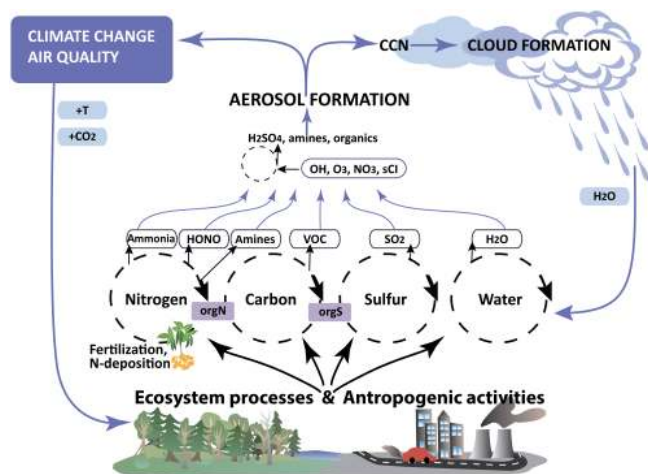 CLIMATE CHANGE
AIR QUALITY
CCN
CLOUD FORMATION
+T
+CO2
AEROSOL FORMATION
H2SO4, amines, organics
OH, O3, NO3, sCI
H2O
Ammonia
HONO
Amines
VOC
SO2
H2O
Nitrogen
Carbon
Sulfur
Water
orgN
orgS
Fertilization,
N-deposition
Ecosystem processes & Antropogenic activities